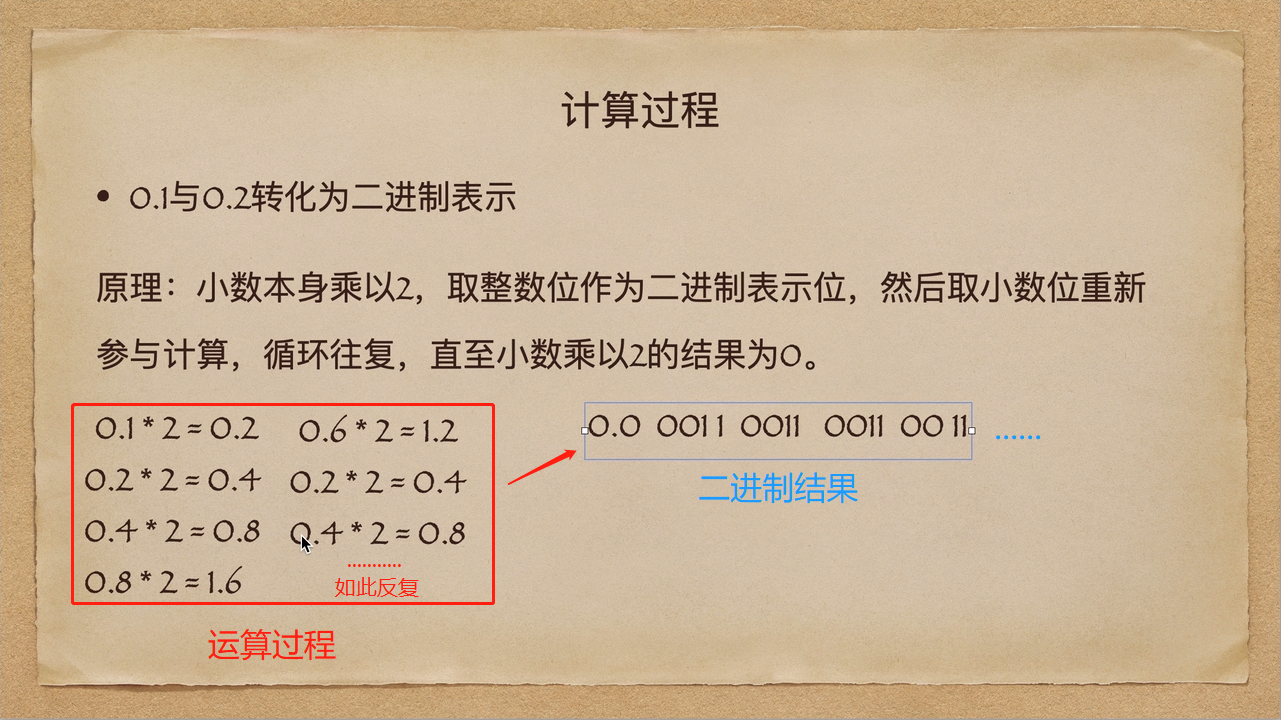 计算过程
• 0.1与0.2转化为二进制表示
原理：小数本身乘以2，取整数位作为二进制表示位，然后取小数位重新
参与计算，循环往复，直至小数乘以2的结果为0。
0.1 * 2 = 0.2
0.2 * 2 = 0.4
0.4 * 2 = 0.8
0.8 * 2 = 1.6
0.6 * 2 = 1.2
0.2 * 2 = 0.4
0.4 * 2 = 0.8
...........
如此反复
运算过程
0.0 0011 0011 0011 0011 ......
二进制结果